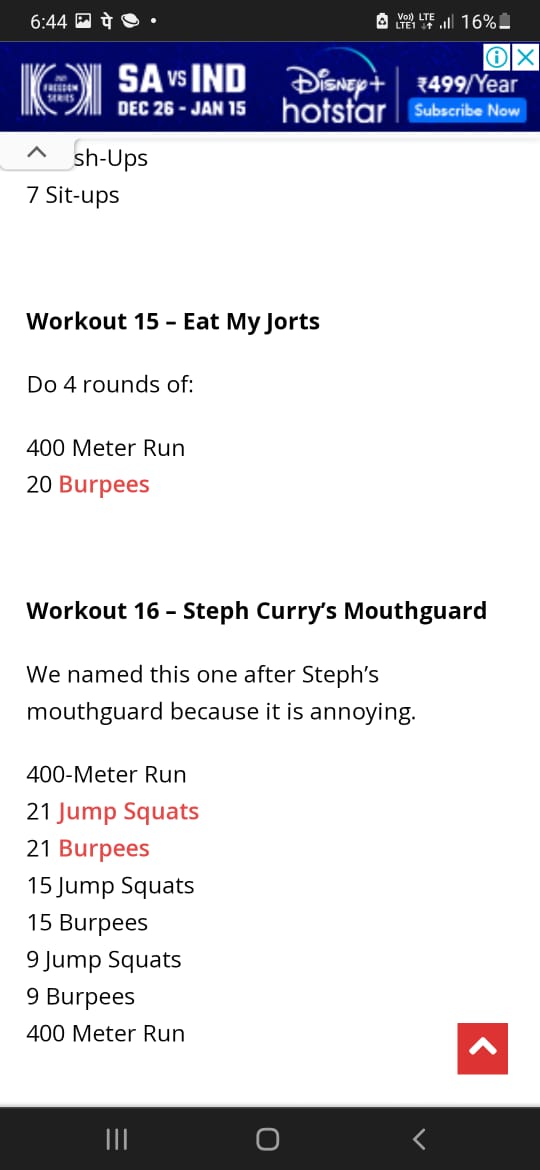 6:44 पे
Vo)) LTE
LTE1 16%
2021
FREEDOM
SERIES
SA VS IND
DEC 26 - JAN 15
Disney+
hotstar
₹499/Year
Subscribe Now
sh-Ups
7 Sit-ups
Workout 15 – Eat My Jorts
Do 4 rounds of:
400 Meter Run
20 Burpees
Workout 16 – Steph Curry’s Mouthguard
We named this one after Steph’s
mouthguard because it is annoying.
400-Meter Run
21 Jump Squats
21 Burpees
15 Jump Squats
15 Burpees
9 Jump Squats
9 Burpees
400 Meter Run